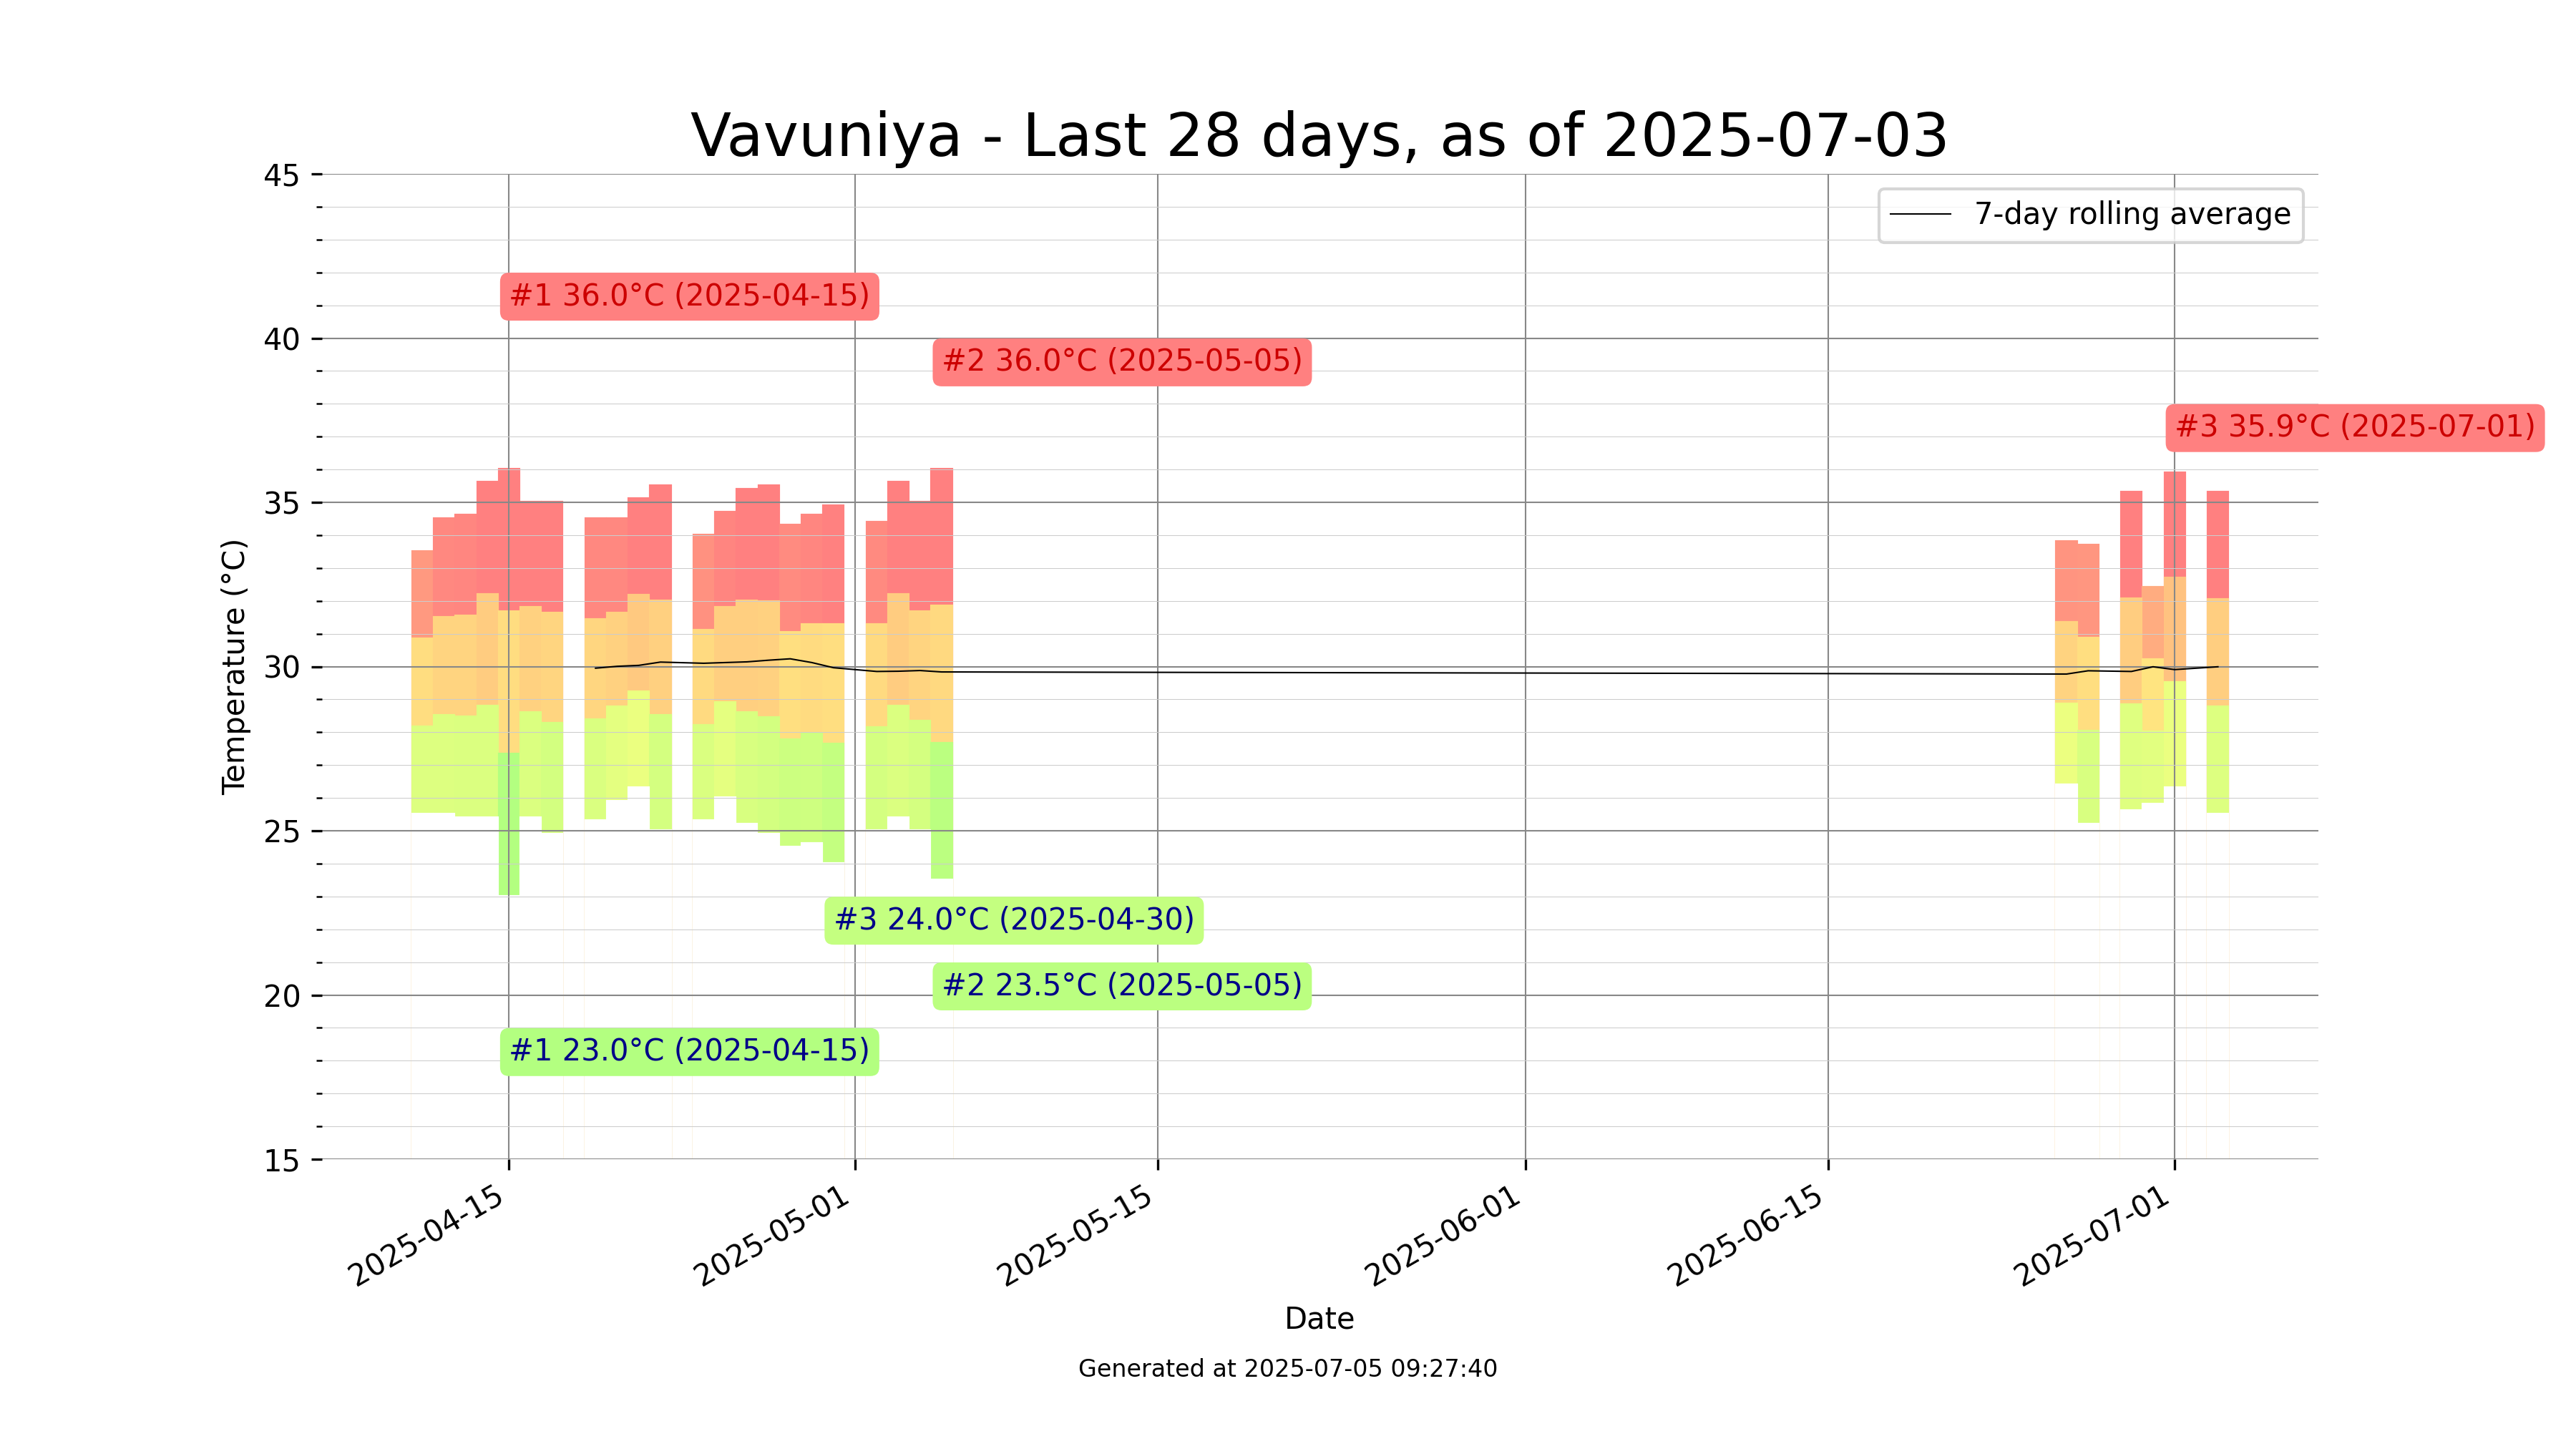 Vavuniya - Last 28 days, as of 2025-07-03
45
7-day rolling average
#1 36.0°C (2025-04-15)
40
#2 36.0°C (2025-05-05)
#3 35.9°C (2025-07-01)
35
Temperature (°C)
30
25
#3 24.0°C (2025-04-30)
#2 23.5°C (2025-05-05)
20
#1 23.0°C (2025-04-15)
15
2025-04-15
2025-05-01
2025-05-15
2025-06-01
2025-06-15
2025-07-01
Date
Generated at 2025-07-05 09:27:40